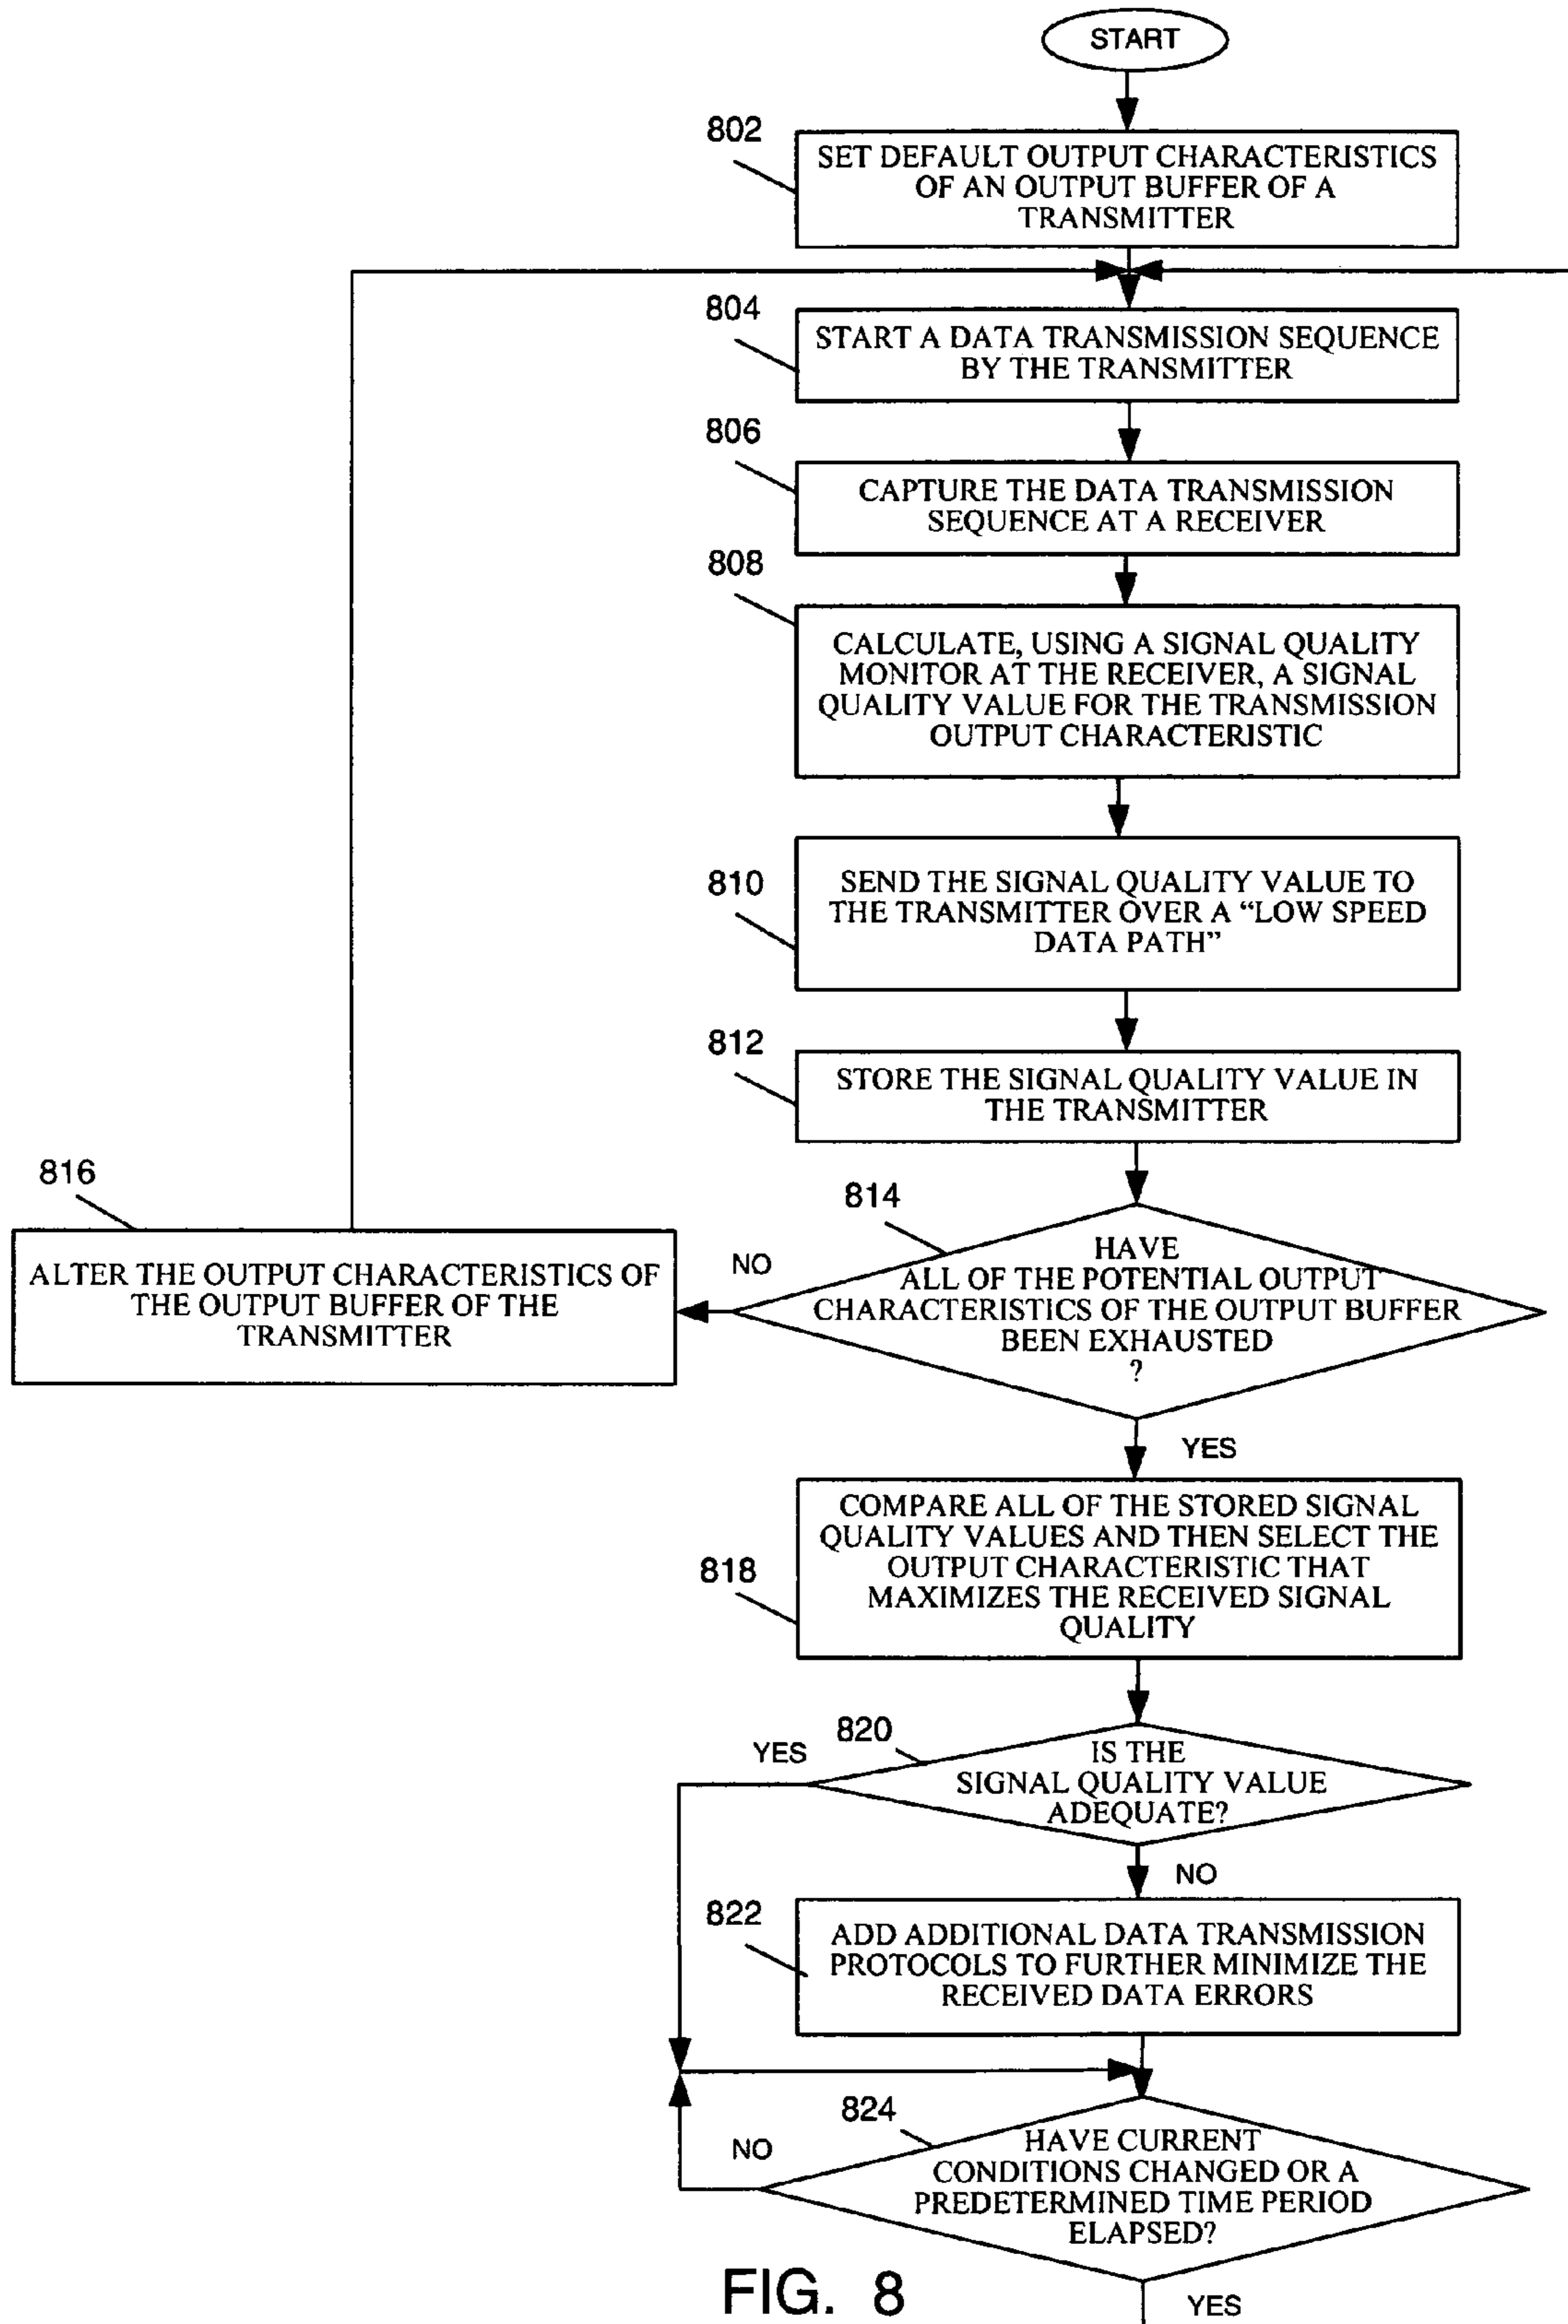 START
802
SET DEFAULT OUTPUT CHARACTERISTICS
OF AN OUTPUT BUFFER OF A
TRANSMITTER
804
START A DATA TRANSMISSION SEQUENCE
BY THE TRANSMITTER
806
CAPTURE THE DATA TRANSMISSION
SEQUENCE AT A RECEIVER
808
CALCULATE, USING A SIGNAL QUALITY
MONITOR AT THE RECEIVER, A SIGNAL
QUALITY VALUE FOR THE TRANSMISSION
OUTPUT CHARACTERISTIC
810
SEND THE SIGNAL QUALITY VALUE TO
THE TRANSMITTER OVER A “LOW SPEED
DATA PATH”
812
STORE THE SIGNAL QUALITY VALUE IN
THE TRANSMITTER
814
HAVE
ALL OF THE POTENTIAL OUTPUT
CHARACTERISTICS OF THE OUTPUT BUFFER
BEEN EXHAUSTED
?
NO
816
ALTER THE OUTPUT CHARACTERISTICS OF
THE OUTPUT BUFFER OF THE
TRANSMITTER
YES
818
COMPARE ALL OF THE STORED SIGNAL
QUALITY VALUES AND THEN SELECT THE
OUTPUT CHARACTERISTIC THAT
MAXIMIZES THE RECEIVED SIGNAL
QUALITY
820
YES
IS THE
SIGNAL QUALITY VALUE
ADEQUATE?
NO
822
ADD ADDITIONAL DATA TRANSMISSION
PROTOCOLS TO FURTHER MINIMIZE THE
RECEIVED DATA ERRORS
824
NO
HAVE CURRENT
CONDITIONS CHANGED OR A
PREDETERMINED TIME PERIOD
ELAPSED?
YES
FIG. 8